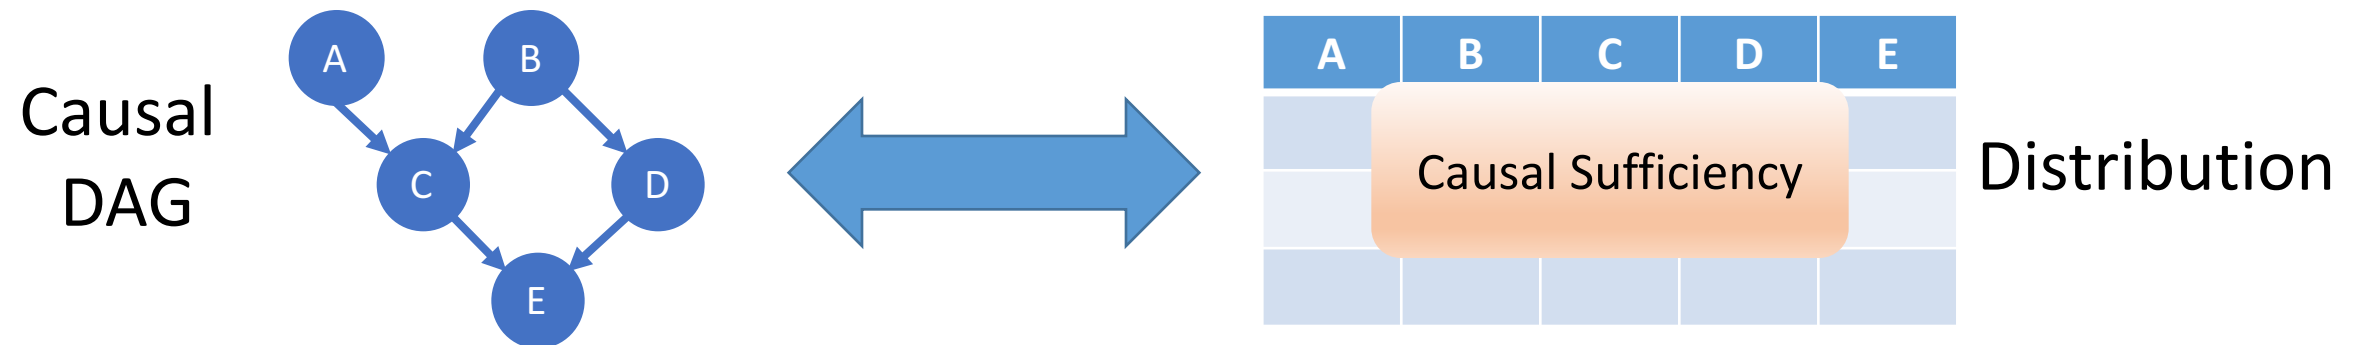 Causal
DAG
A
B
C
D
E
A B C D E
Causal Sufficiency
Distribution